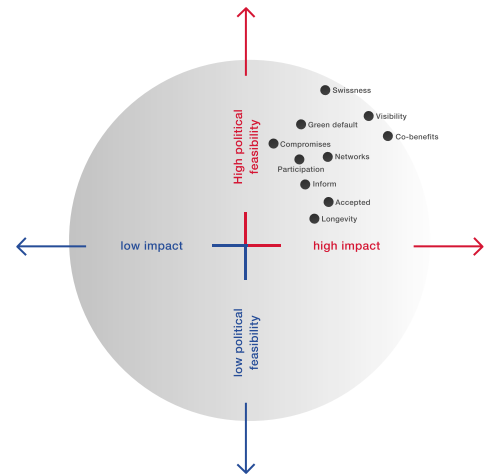 Swissness
Visibility
Green default
Co-benefits
High political
feasibility
Compromises
Networks
Participation
Inform
Accepted
Longevity
low impact
high impact
low political
feasibility